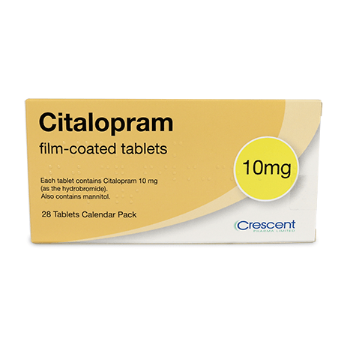 Citalopram
film-coated tablets
10mg
Each tablet contains Citalopram 10 mg
(as the hydrobromide).
Also contains mannitol.
28 Tablets Calendar Pack
Crescent